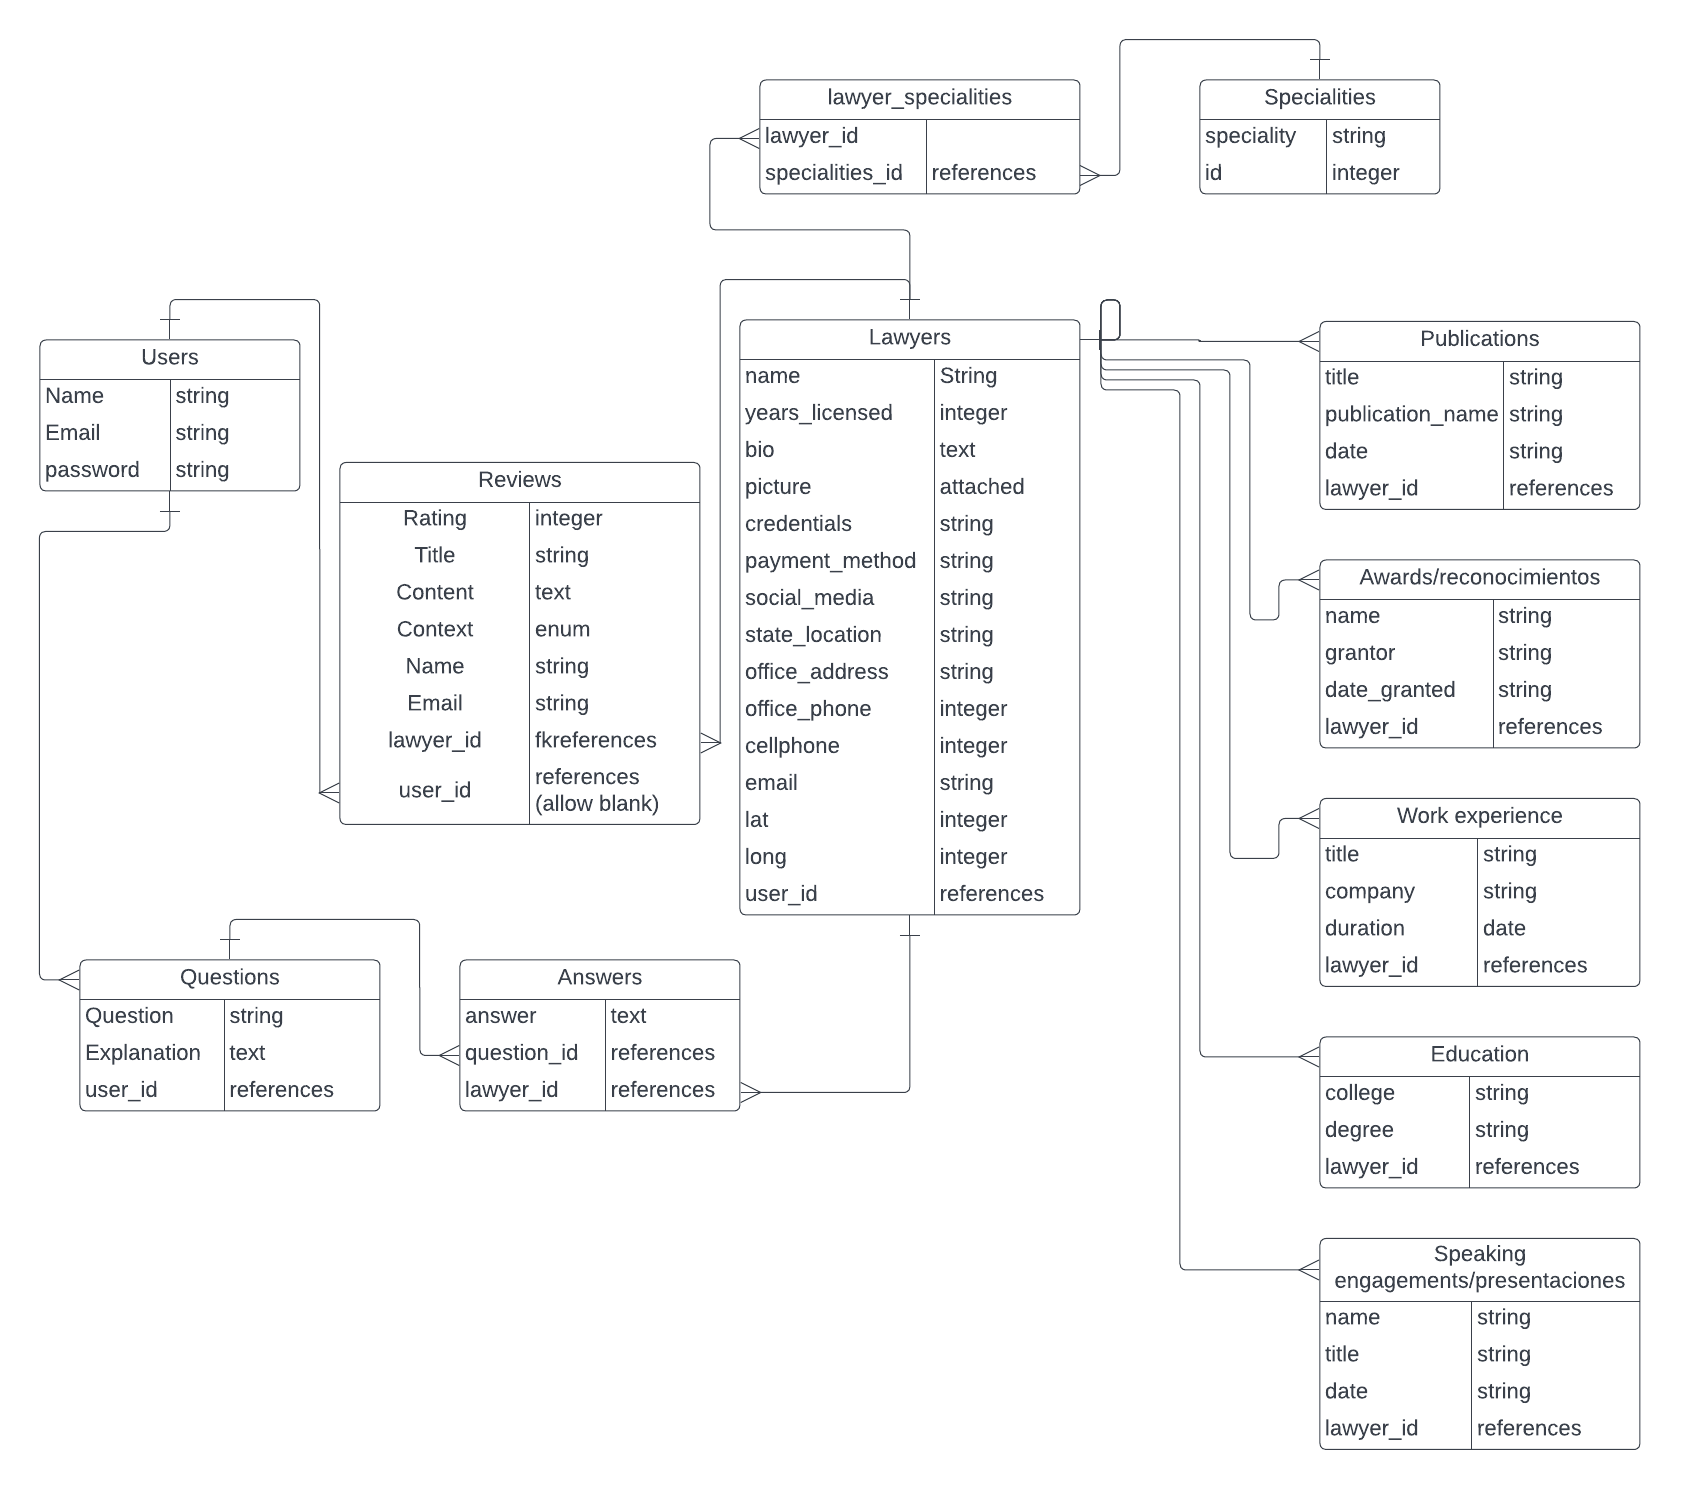 lawyer_specialities
lawyer_id
specialities_id references
Specialities
speciality string
id integer
Users
Name string
Email string
password string
Reviews
Rating integer
Title string
Content text
Context enum
Name string
Email string
lawyer_id fkreferences
user_id references
(allow blank)
Lawyers
name String
years_licensed integer
bio text
picture attached
credentials string
payment_method string
social_media string
state_location string
office_address string
office_phone integer
cellphone integer
email string
lat integer
long integer
user_id references
Publications
title string
publication_name string
date string
lawyer_id references
Awards/reconocimientos
name string
grantor string
date_granted string
lawyer_id references
Work experience
title string
company string
duration date
lawyer_id references
Questions
Question string
Explanation text
user_id references
Answers
answer text
question_id references
lawyer_id references
Education
college string
degree string
lawyer_id references
Speaking
engagements/presentaciones
name string
title string
date string
lawyer_id references